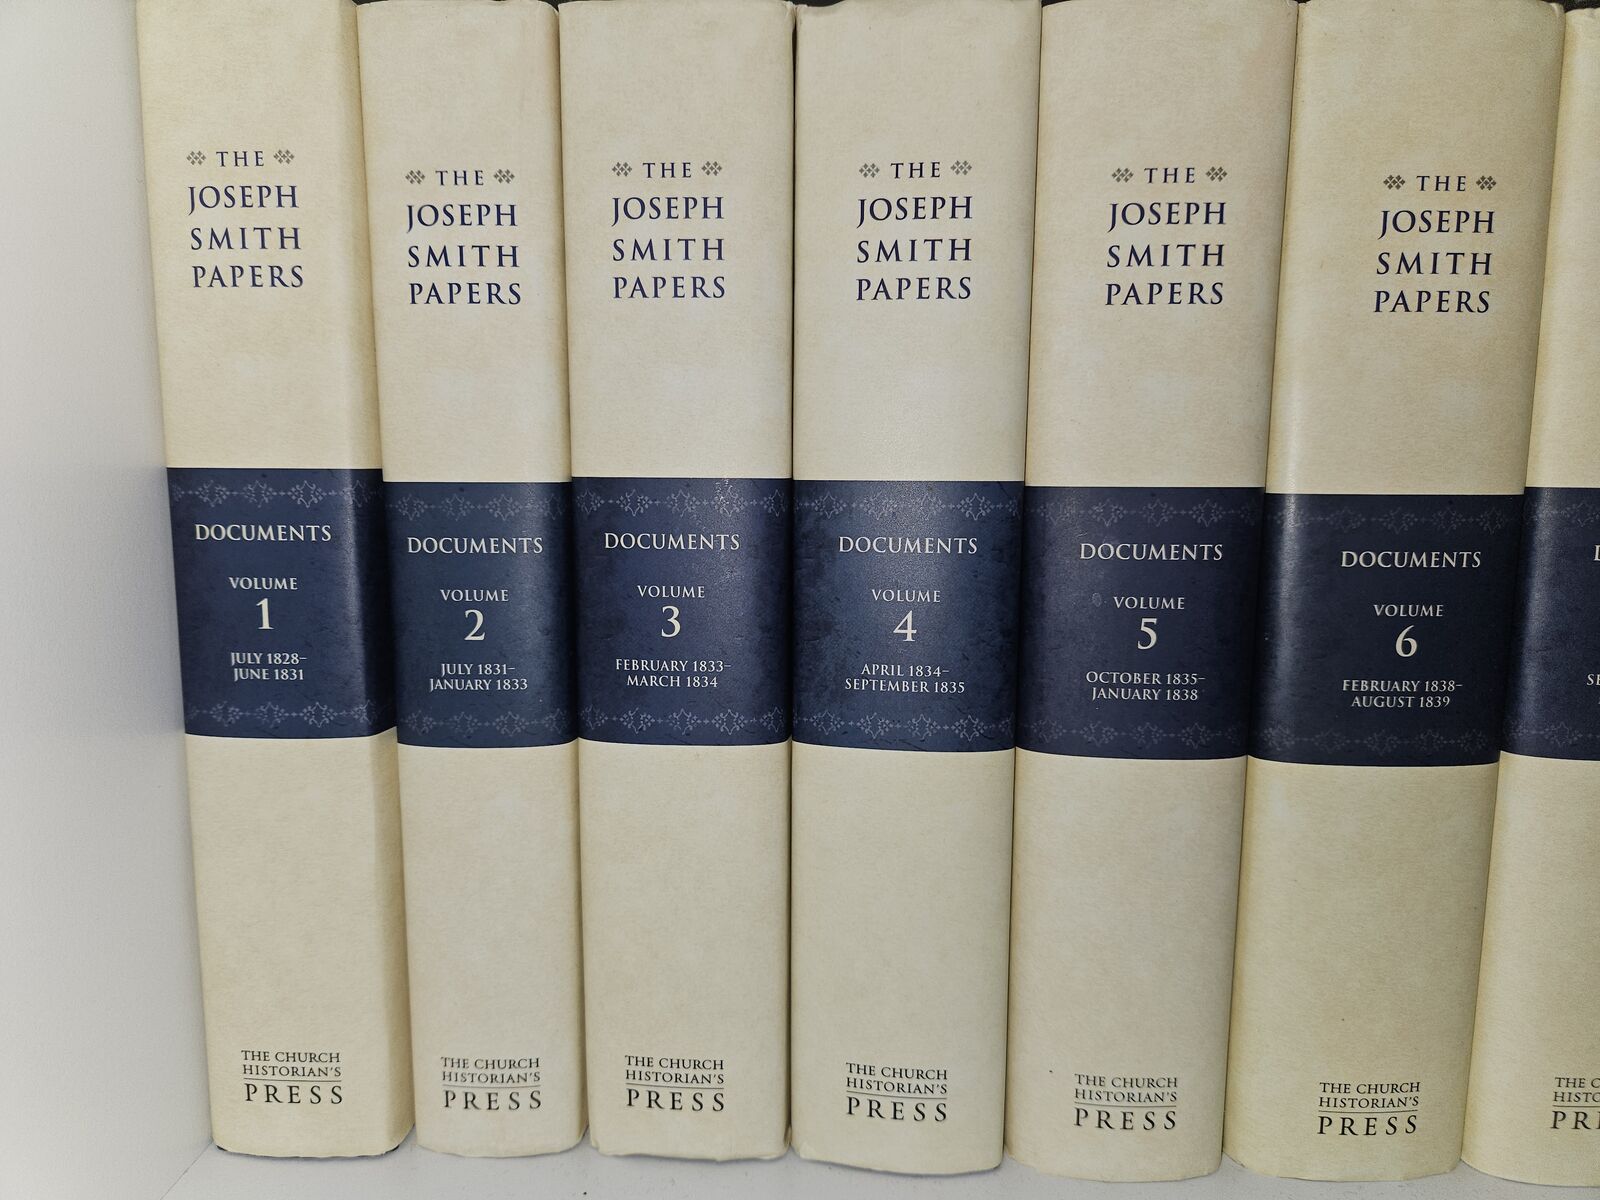 THE
JOSEPH
SMITH
PAPERS
DOCUMENTS
VOLUME
1
JULY 1828–
JUNE 1831
THE CHURCH
HISTORIAN'S
PRESS
THE
JOSEPH
SMITH
PAPERS
DOCUMENTS
VOLUME
2
JULY 1831–
JANUARY 1833
THE CHURCH
HISTORIAN'S
PRESS
THE
JOSEPH
SMITH
PAPERS
DOCUMENTS
VOLUME
3
FEBRUARY 1833–
MARCH 1834
THE CHURCH
HISTORIAN'S
PRESS
THE
JOSEPH
SMITH
PAPERS
DOCUMENTS
VOLUME
4
APRIL 1834–
SEPTEMBER 1835
THE CHURCH
HISTORIAN'S
PRESS
THE
JOSEPH
SMITH
PAPERS
DOCUMENTS
VOLUME
5
OCTOBER 1835–
JANUARY 1838
THE CHURCH
HISTORIAN'S
PRESS
THE
JOSEPH
SMITH
PAPERS
DOCUMENTS
VOLUME
6
FEBRUARY 1838–
AUGUST 1839
THE CHURCH
HISTORIAN'S
PRESS
THE